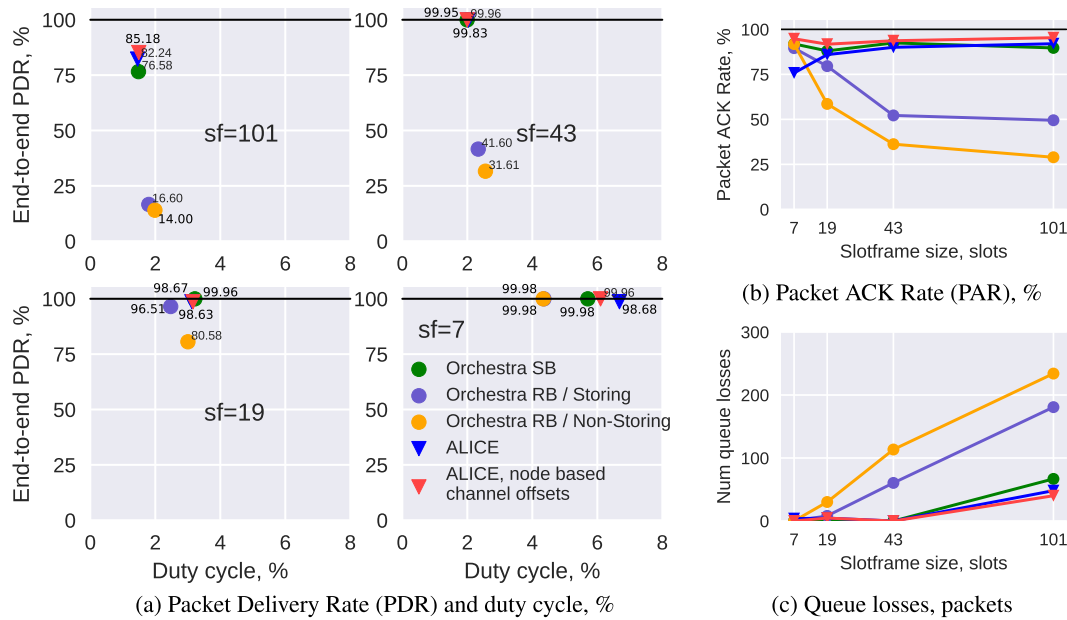 End-to-end PDR, %
100
75
50
25
0
85.18
82.24
76.58
sf=101
16.60
14.00
0 2 4 6 8
100
75
50
25
0
99.95
99.96
99.83
sf=43
41.60
31.61
0 2 4 6 8
End-to-end PDR, %
100
75
50
25
0
98.67
99.96
96.51
98.63
80.58
sf=19
0 2 4 6 8
Duty cycle, %
100
75
50
25
0
99.98
99.96
99.98
99.98
98.68
sf=7
Orchestra SB
Orchestra RB / Storing
Orchestra RB / Non-Storing
ALICE
ALICE, node based
channel offsets
0 2 4 6 8
Duty cycle, %
(a) Packet Delivery Rate (PDR) and duty cycle, %
Packet ACK Rate, %
100
75
50
25
0
7 19 43 101
Slotframe size, slots
(b) Packet ACK Rate (PAR), %
Num queue losses
300
200
100
0
7 19 43 101
Slotframe size, slots
(c) Queue losses, packets